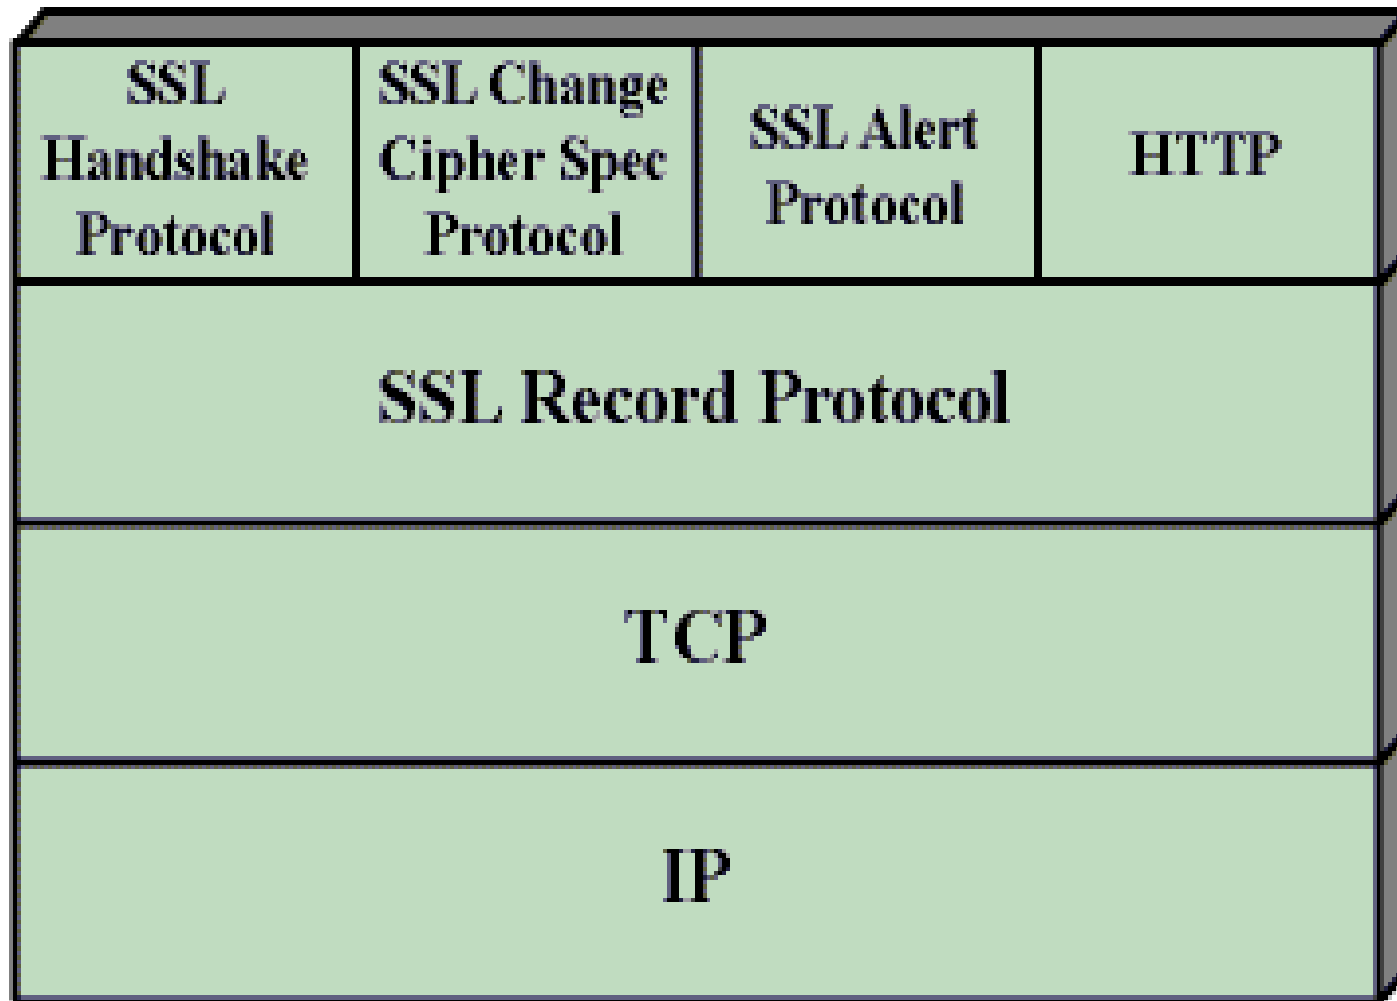 SSL
Handshake
Protocol
SSL Change
Cipher Spec
Protocol
SSL Alert
Protocol
HTTP
SSL Record Protocol
TCP
IP